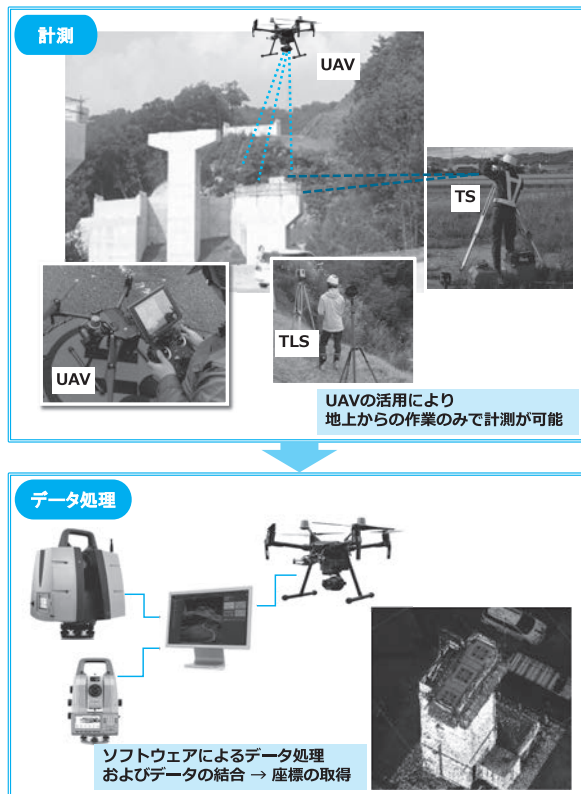 計測
UAV
TS
TLS
UAV
UAVの活用により
地上からの作業のみで計測が可能
データ処理
ソフトウェアによるデータ処理
およびデータの結合 → 座標の取得